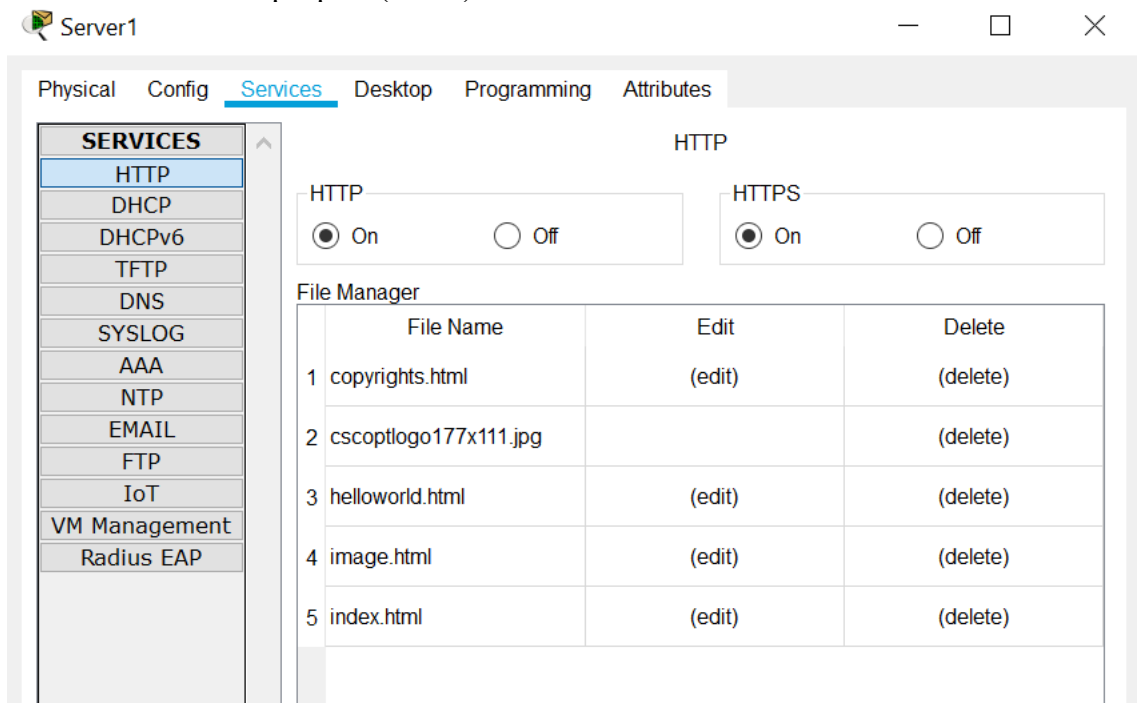 Server1
Physical Config Services Desktop Programming Attributes
SERVICES
HTTP
DHCP
DHCPv6
TFTP
DNS
SYSLOG
AAA
NTP
EMAIL
FTP
IoT
VM Management
Radius EAP
HTTP
HTTP
On Off
HTTPS
On Off
File Manager
File Name Edit Delete
1 copyrights.html (edit) (delete)
2 cscoptlogo177x111.jpg (delete)
3 helloworld.html (edit) (delete)
4 image.html (edit) (delete)
5 index.html (edit) (delete)